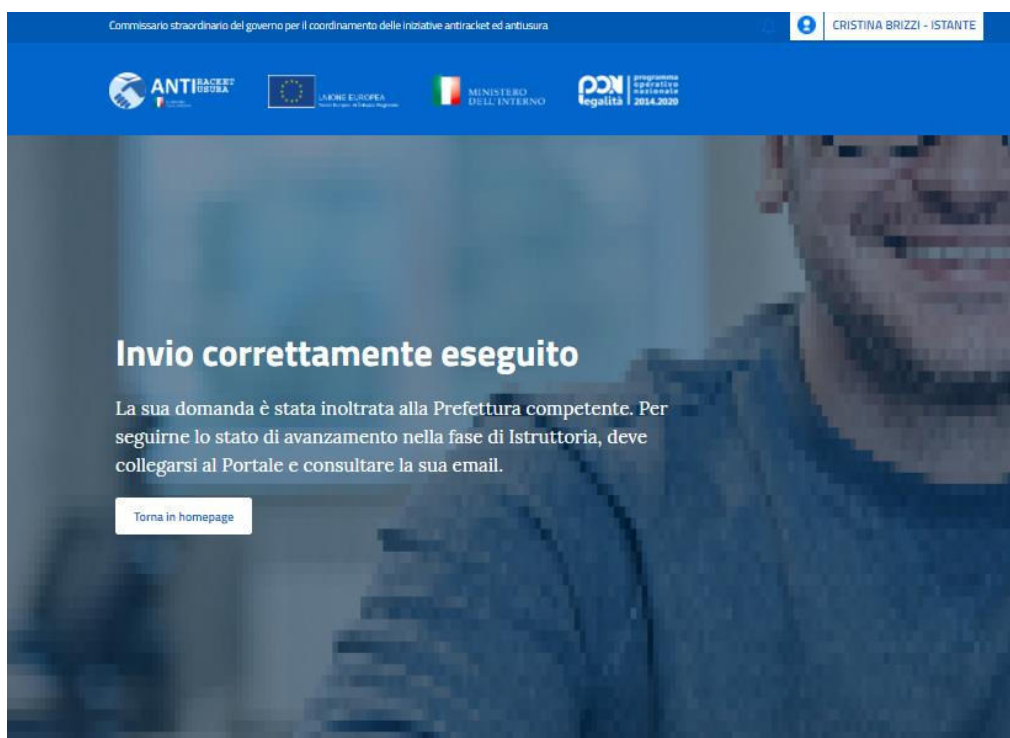 Commissario straordinario del governo per il coordinamento delle iniziative antiracket ed antiusura
CRISTINA BRIZZI - ISTANTE
ANTI RACKET
USURA
UNIONE EUROPEA
MINISTERO
DELL'INTERNO
PON
legalità
programma
operativo
nazionale
2014.2020
Invio correttamente eseguito
La sua domanda è stata inoltrata alla Prefettura competente. Per
seguirne lo stato di avanzamento nella fase di Istruttoria, deve
collegarsi al Portale e consultare la sua email.
Torna in homepage